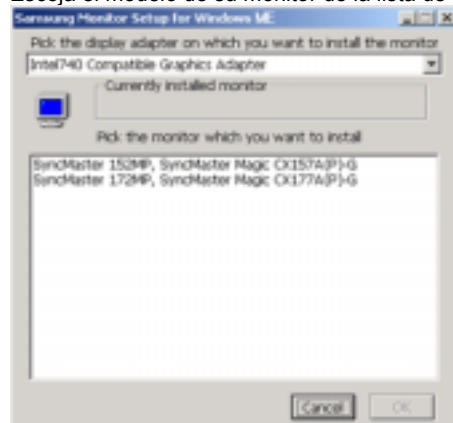 Escoja el modelo de su monitor de la lista de
Samsung Monitor Setup for Windows ME
Pick the display adapter on which you want to install the monitor
Intel740 Compatible Graphics Adapter
Currently installed monitor
Pick the monitor which you want to install
SyncMaster 152MP, SyncMaster Magic CX157A(P)-G
SyncMaster 172MP, SyncMaster Magic CX177A(P)-G
Cancel OK